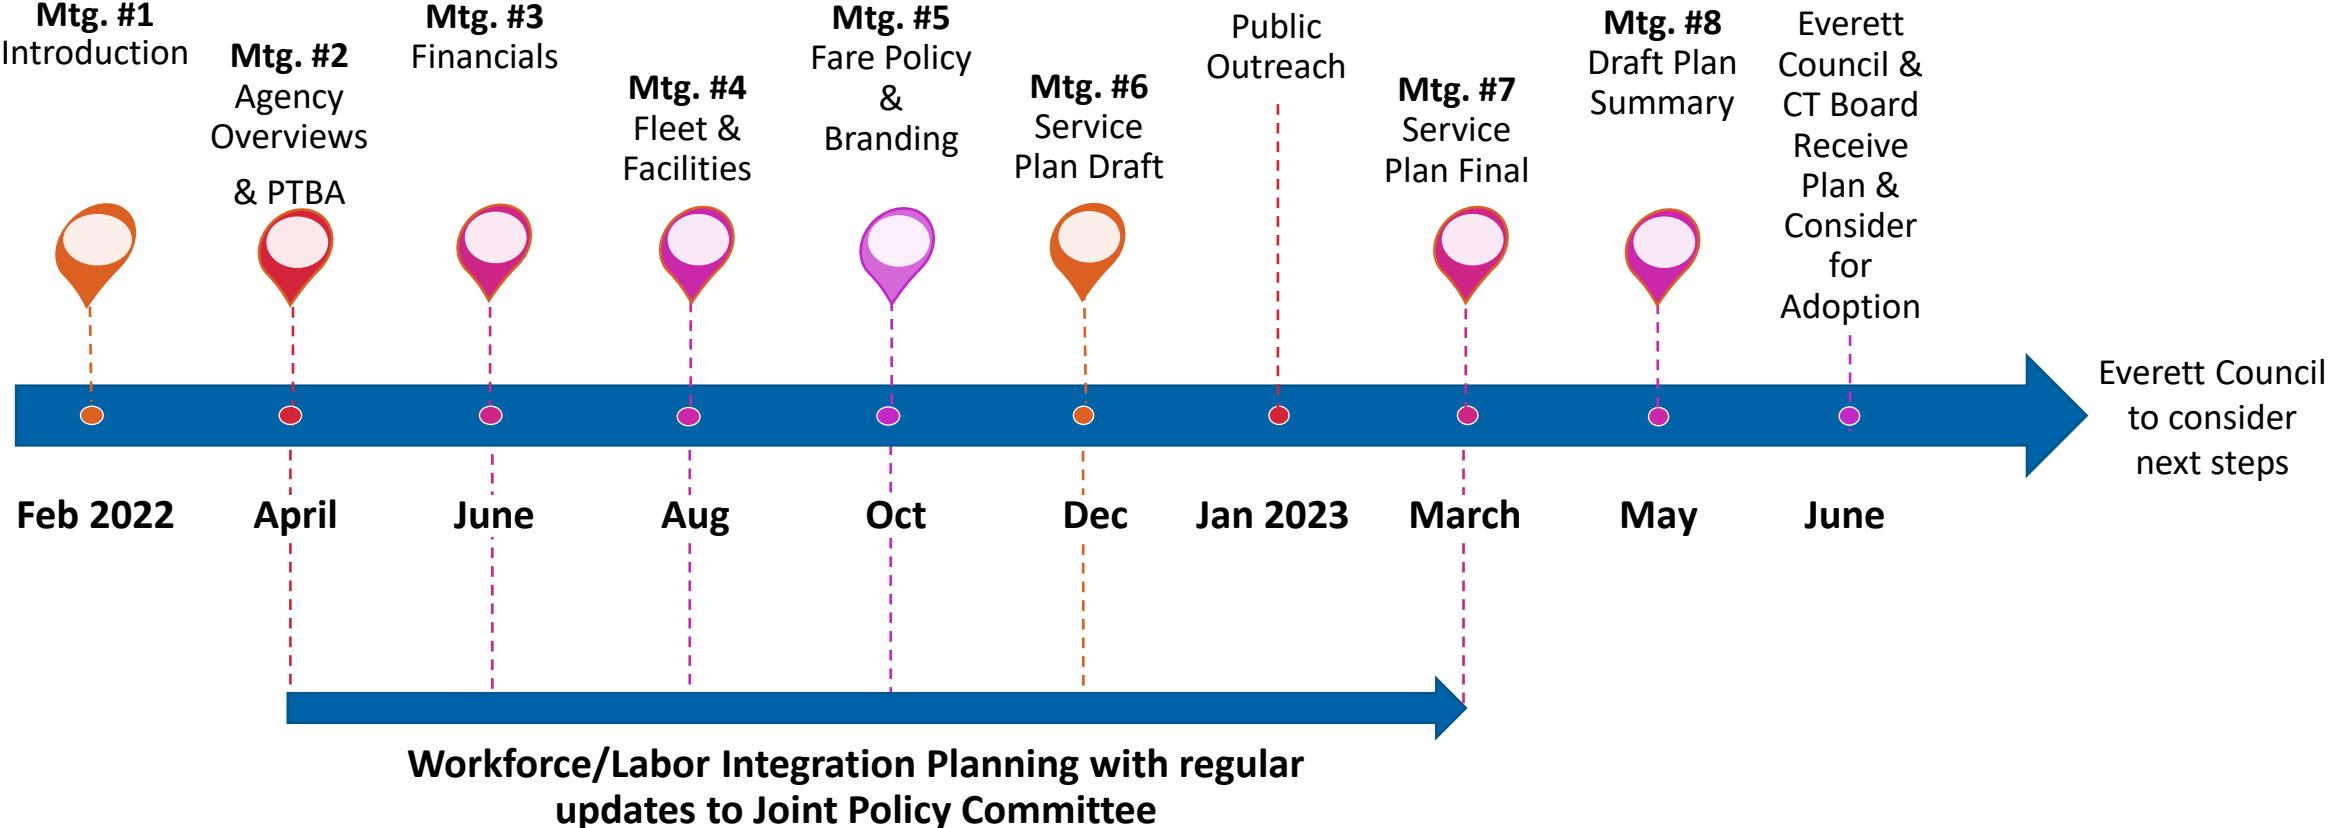 Mtg. #1
Introduction
Mtg. #2
Agency
Overviews
& PTBA
Mtg. #3
Financials
Mtg. #4
Fleet &
Facilities
Mtg. #5
Fare Policy
&
Branding
Mtg. #6
Service
Plan Draft
Public
Outreach
Mtg. #7
Service
Plan Final
Mtg. #8
Draft Plan
Summary
Everett
Council &
CT Board
Receive
Plan &
Consider
for
Adoption
Everett Council
to consider
next steps
Feb 2022
April
June
Aug
Oct
Dec
Jan 2023
March
May
June
Workforce/Labor Integration Planning with regular
updates to Joint Policy Committee